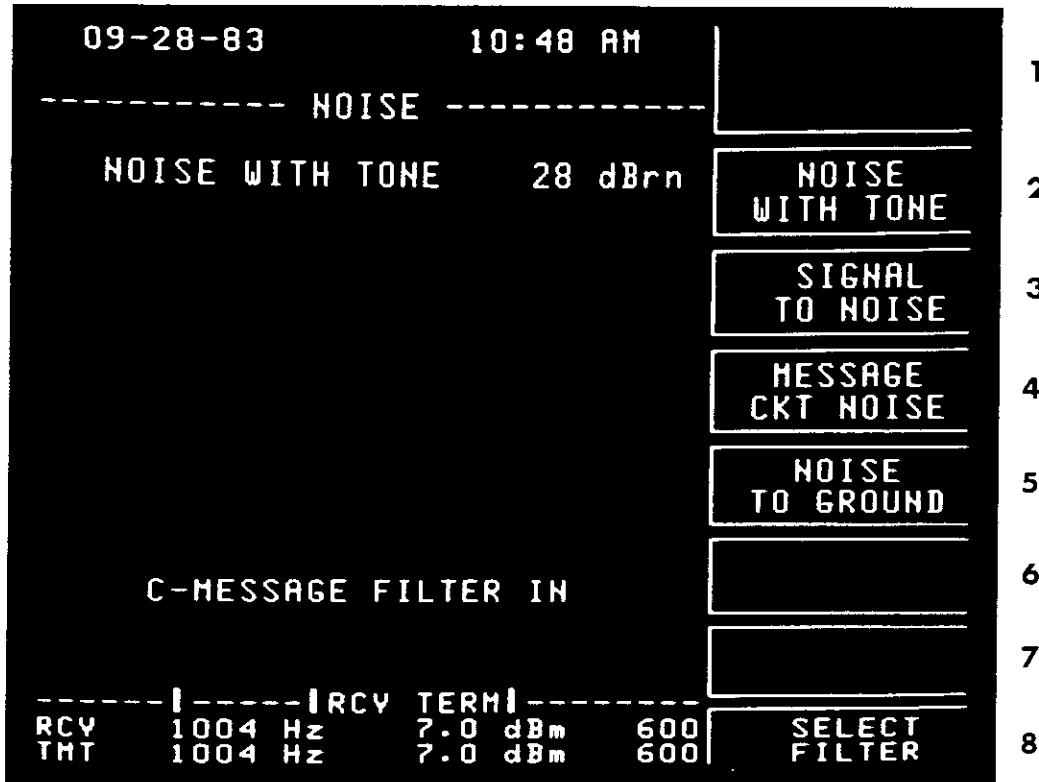 09-28-83 10:48 AM
----------- NOISE ------------
NOISE WITH TONE 28 dBrn
C-MESSAGE FILTER IN
------|-----|RCV TERM|--------
RCV 1004 Hz 7.0 dBm 600
TMT 1004 Hz 7.0 dBm 600
1
NOISE
WITH TONE
2
SIGNAL
TO NOISE
3
MESSAGE
CKT NOISE
4
NOISE
TO GROUND
5
6
7
SELECT
FILTER
8